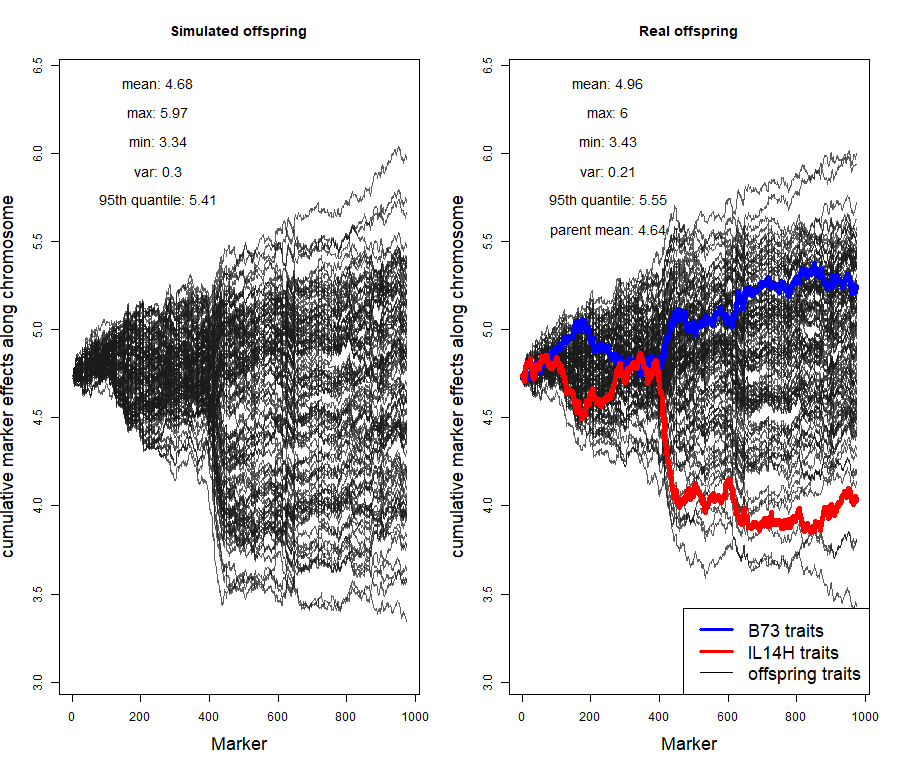 Simulated offspring
cumulative marker effects along chromosome
6.5
6.0
5.5
5.0
4.5
4.0
3.5
3.0
mean: 4.68
max: 5.97
min: 3.34
var: 0.3
95th quantile: 5.41
0 200 400 600 800 1000
Marker
Real offspring
cumulative marker effects along chromosome
6.5
6.0
5.5
5.0
4.5
4.0
3.5
3.0
mean: 4.96
max: 6
min: 3.43
var: 0.21
95th quantile: 5.55
parent mean: 4.64
B73 traits
IL14H traits
offspring traits
0 200 400 600 800 1000
Marker